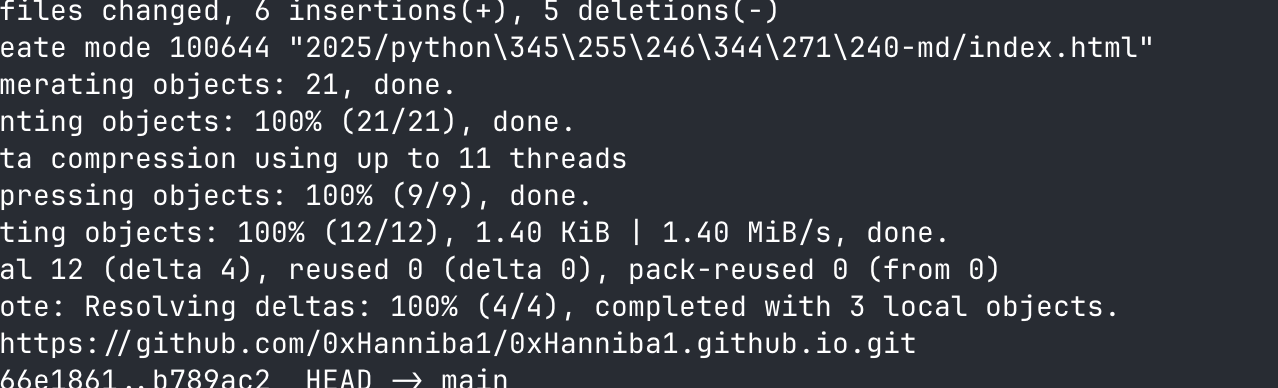 files changed, 6 insertions(+), 5 deletions(-)
eate mode 100644 "2025/python\345\255\246\344\271\240-md/index.html"
merating objects: 21, done.
nting objects: 100% (21/21), done.
ta compression using up to 11 threads
pressing objects: 100% (9/9), done.
ting objects: 100% (12/12), 1.40 KiB | 1.40 MiB/s, done.
al 12 (delta 4), reused 0 (delta 0), pack-reused 0 (from 0)
ote: Resolving deltas: 100% (4/4), completed with 3 local objects.
https://github.com/0xHanniba1/0xHanniba1.github.io.git
66e1861..b789ac2  HEAD -> main